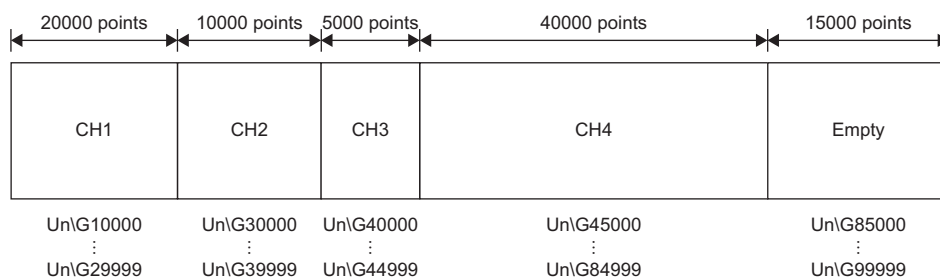 20000 points 10000 points 5000 points 40000 points 15000 points
CH1 CH2 CH3 CH4 Empty
Un\G10000 Un\G30000 Un\G40000 Un\G45000 Un\G85000
⋮ ⋮ ⋮ ⋮ ⋮
Un\G29999 Un\G39999 Un\G44999 Un\G84999 Un\G99999